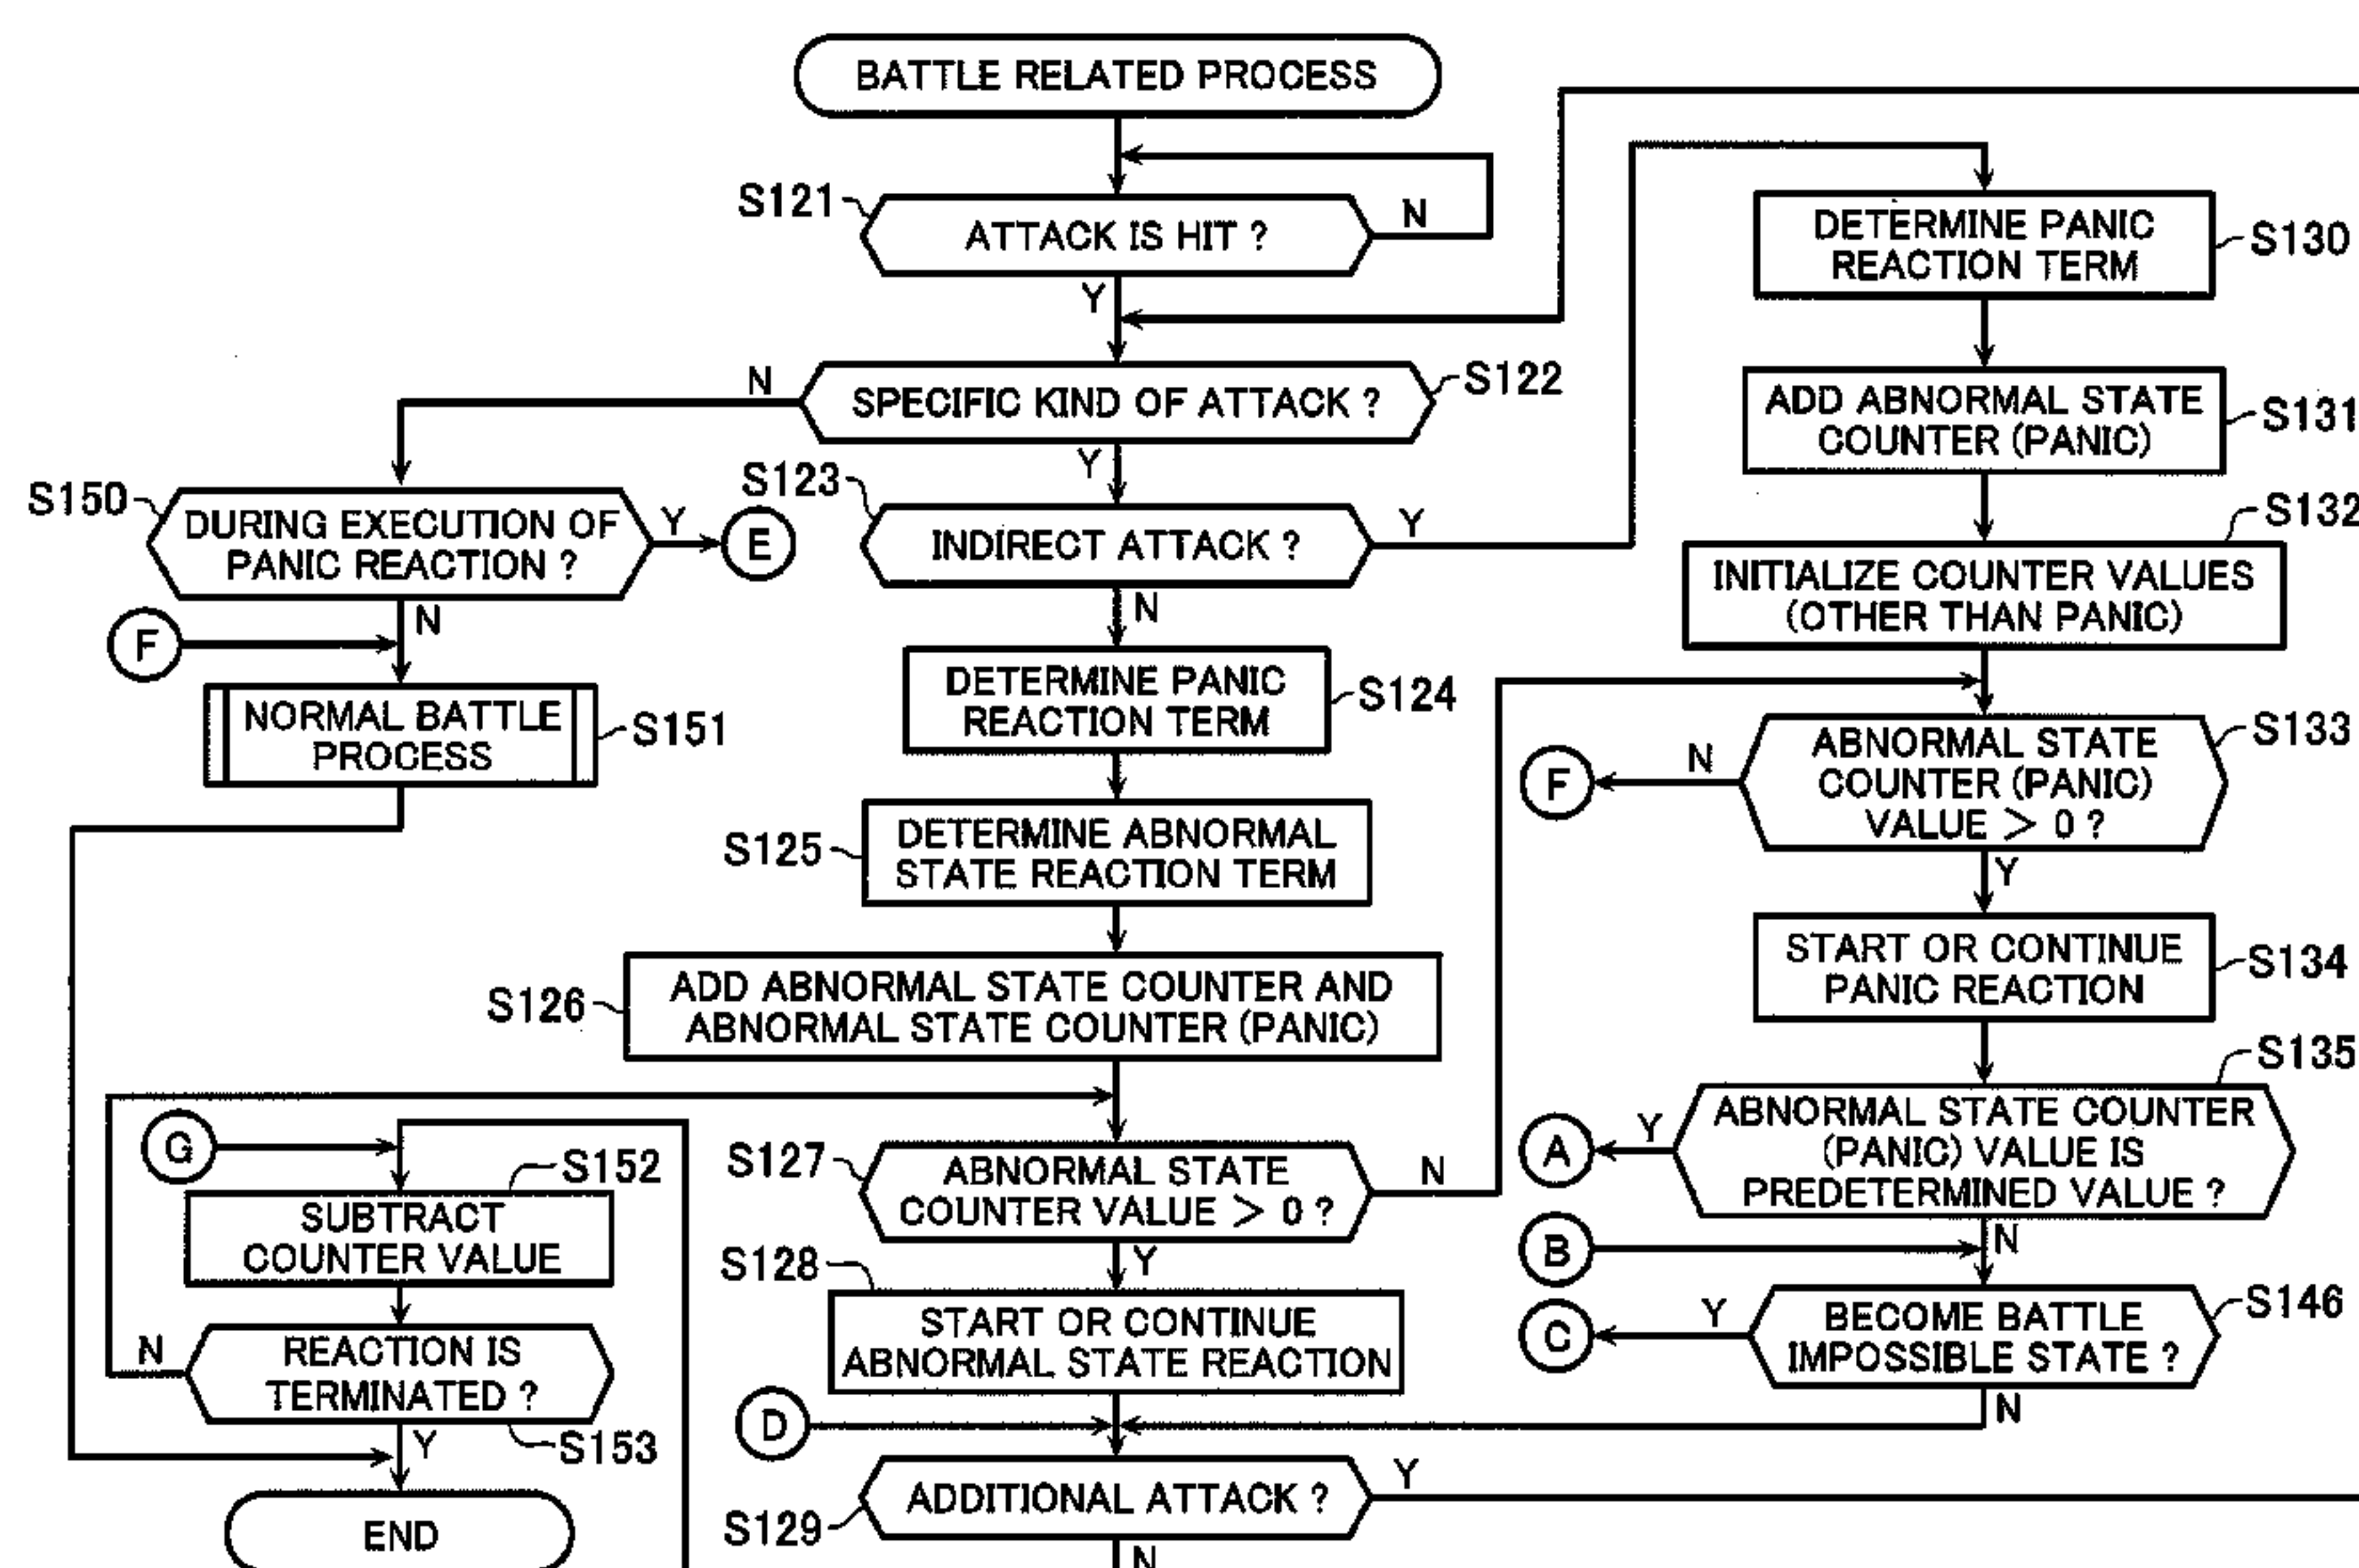 BATTLE RELATED PROCESS
S121
ATTACK IS HIT ?
N
Y
SPECIFIC KIND OF ATTACK ?
S122
N
Y
S150
DURING EXECUTION OF
PANIC REACTION ?
Y
E
N
F
NORMAL BATTLE
PROCESS
S151
S123
INDIRECT ATTACK ?
Y
N
DETERMINE PANIC
REACTION TERM
S124
S125
DETERMINE ABNORMAL
STATE REACTION TERM
S126
ADD ABNORMAL STATE COUNTER AND
ABNORMAL STATE COUNTER (PANIC)
S127
ABNORMAL STATE
COUNTER VALUE > 0 ?
N
Y
S128
START OR CONTINUE
ABNORMAL STATE REACTION
D
ADDITIONAL ATTACK ?
S129
Y
N
G
S152
SUBTRACT
COUNTER VALUE
N
REACTION IS
TERMINATED ?
S153
Y
END
DETERMINE PANIC
REACTION TERM
S130
ADD ABNORMAL STATE
COUNTER (PANIC)
S131
S132
INITIALIZE COUNTER VALUES
(OTHER THAN PANIC)
S133
ABNORMAL STATE
COUNTER (PANIC)
VALUE > 0 ?
N
F
Y
START OR CONTINUE
PANIC REACTION
S134
S135
ABNORMAL STATE COUNTER
(PANIC) VALUE IS
PREDETERMINED VALUE ?
Y
A
N
B
BECOME BATTLE
IMPOSSIBLE STATE ?
S146
Y
C
N